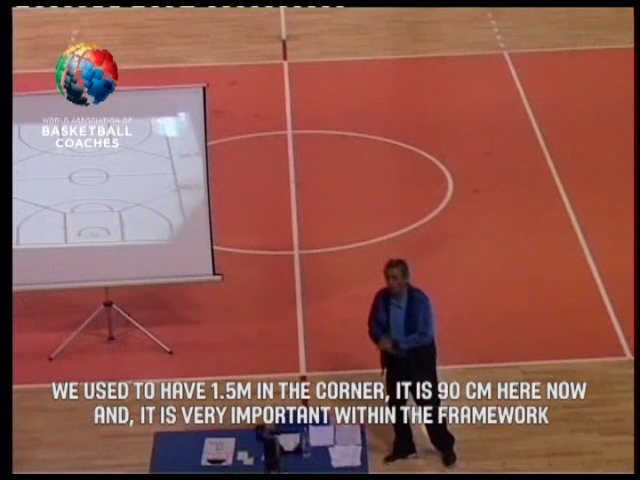 WORLD ASSOCIATION OF
BASKETBALL
COACHES
WE USED TO HAVE 1.5M IN THE CORNER, IT IS 90 CM HERE NOW
AND, IT IS VERY IMPORTANT WITHIN THE FRAMEWORK